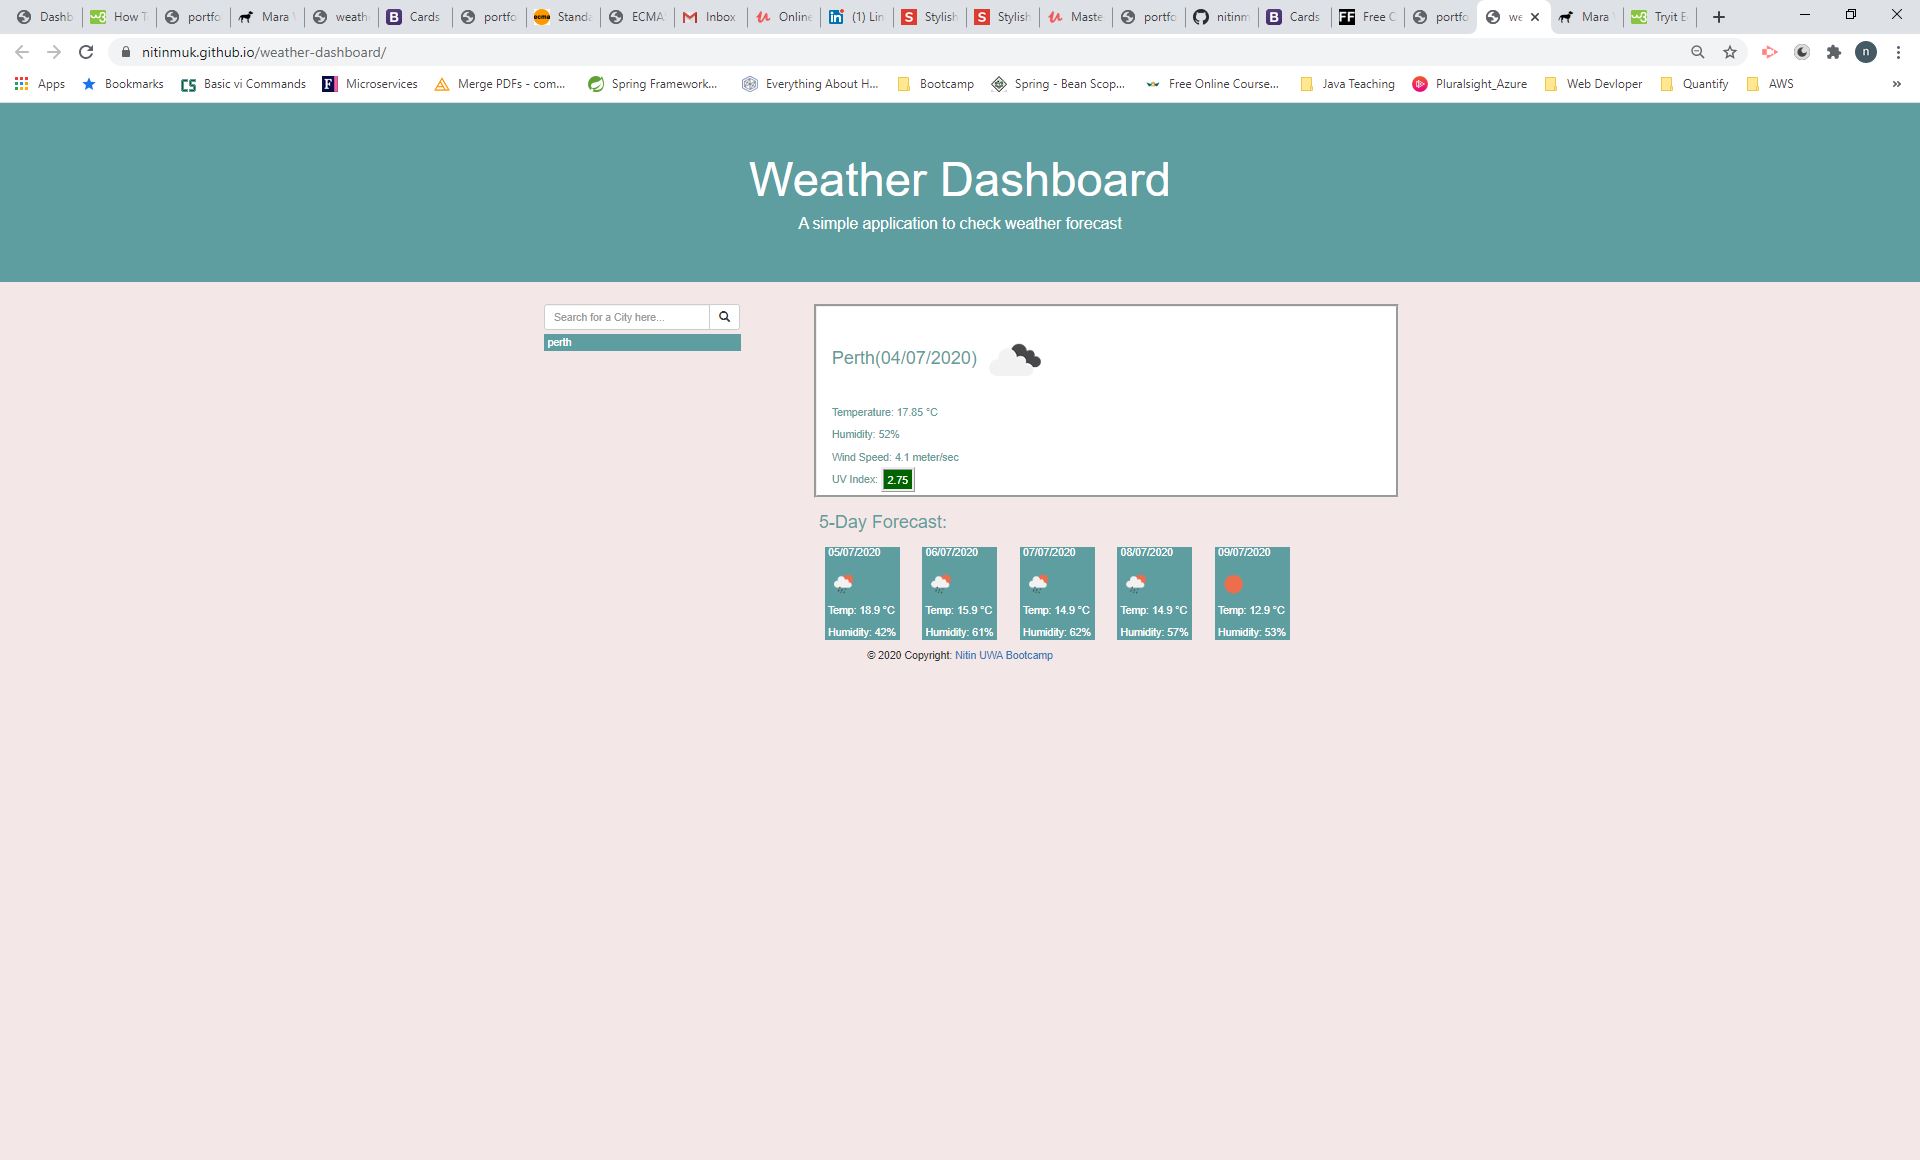 Dashb How T portfo Mara weath Cards portfo Standa ECMA Inbox Online (1) Lin Stylish Stylish Maste portfo nitinm Cards Free C portfo we Mara Tryit E
nitinmuk.github.io/weather-dashboard/ n
Apps Bookmarks Basic vi Commands Microservices Merge PDFs - com... Spring Framework... Everything About H... Bootcamp Spring - Bean Scop... Free Online Course... Java Teaching Pluralsight_Azure Web Devloper Quantify AWS »
Weather Dashboard
A simple application to check weather forecast
Search for a City here...
perth
Perth(04/07/2020)
Temperature: 17.85 °C
Humidity: 52%
Wind Speed: 4.1 meter/sec
UV Index: 2.75
5-Day Forecast:
05/07/2020 06/07/2020 07/07/2020 08/07/2020 09/07/2020
Temp: 18.9 °C Temp: 15.9 °C Temp: 14.9 °C Temp: 14.9 °C Temp: 12.9 °C
Humidity: 42% Humidity: 61% Humidity: 62% Humidity: 57% Humidity: 53%
© 2020 Copyright: Nitin UWA Bootcamp